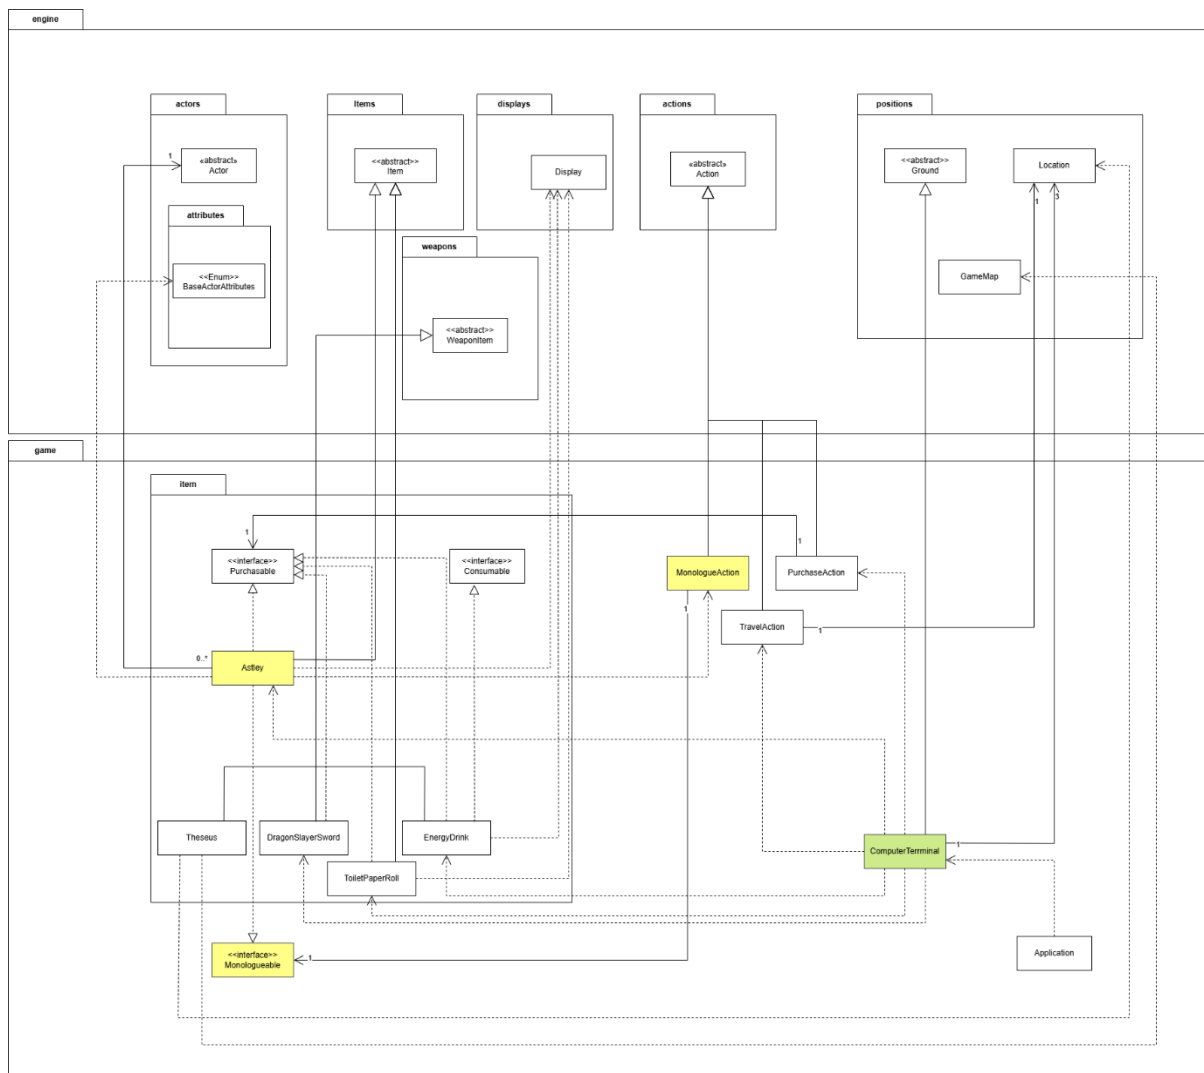 engine
actors
Items
displays
actions
positions
1
«abstract»
Actor
<<abstract>>
Item
Display
«abstract»
Action
<<abstract>>
Ground
Location
1
3
attributes
<<Enum>>
BaseActorAttributes
weapons
<<abstract>>
WeaponItem
GameMap
game
item
1
1
<<interface>>
Purchasable
<<interface>>
Consumable
MonologueAction
PurchaseAction
1
TravelAction
1
0..*
Astley
Theseus
DragonSlayerSword
EnergyDrink
ToiletPaperRoll
ComputerTerrminal
1
<<interface>>
Monologueable
1
Application